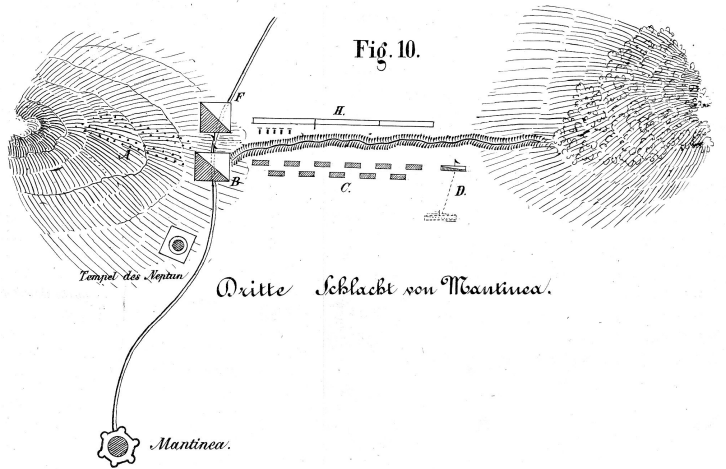 Fig. 10.
F
H.
A
B
C.
D.
Tempel des Neptun
Dritte Schlacht von Mantinea.
Mantinea.